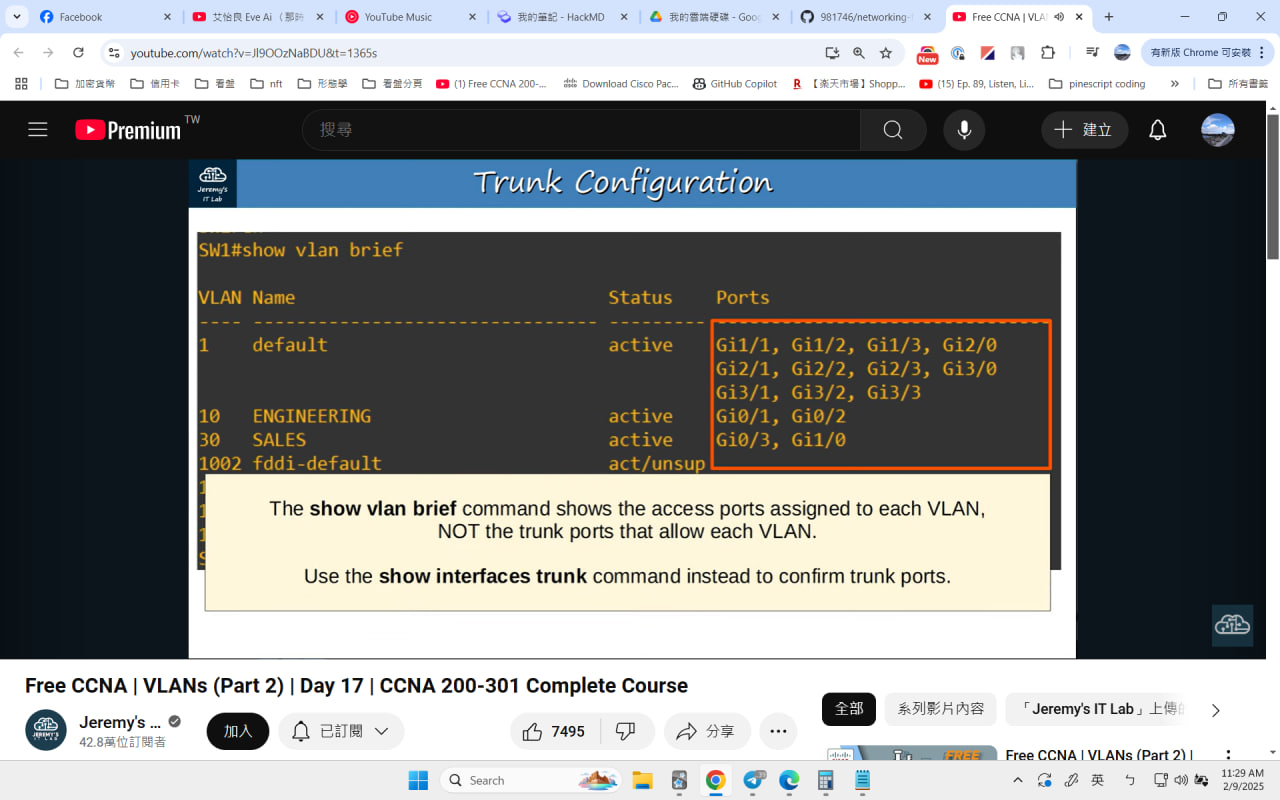 Facebook
艾怡良 Eve Ai （那時
YouTube Music
我的筆記 - HackMD
我的雲端硬碟 - Goog
981746/networking-
Free CCNA | VLAN
youtube.com/watch?v=Jl9OOzNaBDU&t=1365s
New
有新版 Chrome 可安裝
加密貨幣
信用卡
看盤
nft
形態學
看盤分頁
(1) Free CCNA 200-...
Download Cisco Pac...
GitHub Copilot
【楽天市場】Shopp...
(15) Ep. 89, Listen, Li...
pinescript coding
所有書籤
Premium TW
搜尋
建立
Jeremy's
IT Lab
Trunk Configuration
SW1#show vlan brief
VLAN Name Status Ports
---- -------------------------------- --------- -------------------------------
1 default active Gi1/1, Gi1/2, Gi1/3, Gi2/0
Gi2/1, Gi2/2, Gi2/3, Gi3/0
Gi3/1, Gi3/2, Gi3/3
10 ENGINEERING active Gi0/1, Gi0/2
30 SALES active Gi0/3, Gi1/0
1002 fddi-default act/unsup
The show vlan brief command shows the access ports assigned to each VLAN,
NOT the trunk ports that allow each VLAN.
Use the show interfaces trunk command instead to confirm trunk ports.
Free CCNA | VLANs (Part 2) | Day 17 | CCNA 200-301 Complete Course
JEREMY'S
IT LAB
Jeremy's ...
42.8萬位訂閱者
加入
已訂閱
7495
分享
全部
系列影片內容
「Jeremy's IT Lab」上傳的
FREE
Free CCNA | VLANs (Part 2) |
Search
英
11:29 AM
2/9/2025